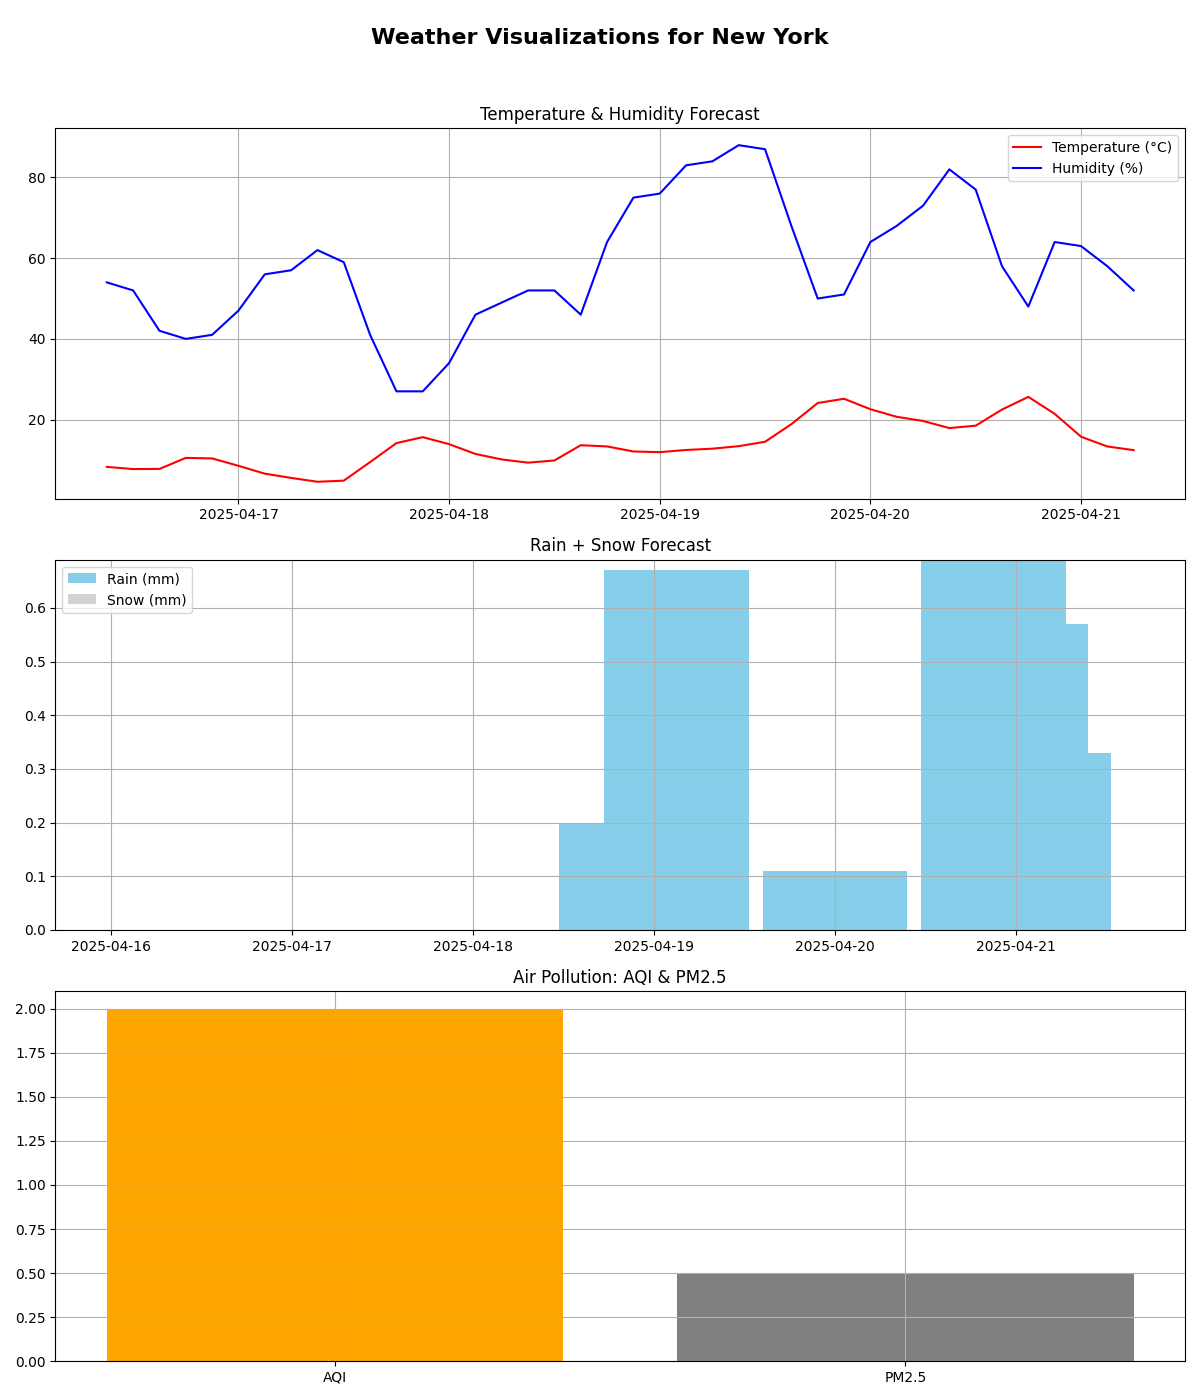 Weather Visualizations for New York
Temperature & Humidity Forecast
Temperature (°C)
Humidity (%)
80
60
40
20
2025-04-17 2025-04-18 2025-04-19 2025-04-20 2025-04-21
Rain + Snow Forecast
Rain (mm)
Snow (mm)
0.6
0.5
0.4
0.3
0.2
0.1
0.0
2025-04-16 2025-04-17 2025-04-18 2025-04-19 2025-04-20 2025-04-21
Air Pollution: AQI & PM2.5
2.00
1.75
1.50
1.25
1.00
0.75
0.50
0.25
0.00
AQI PM2.5